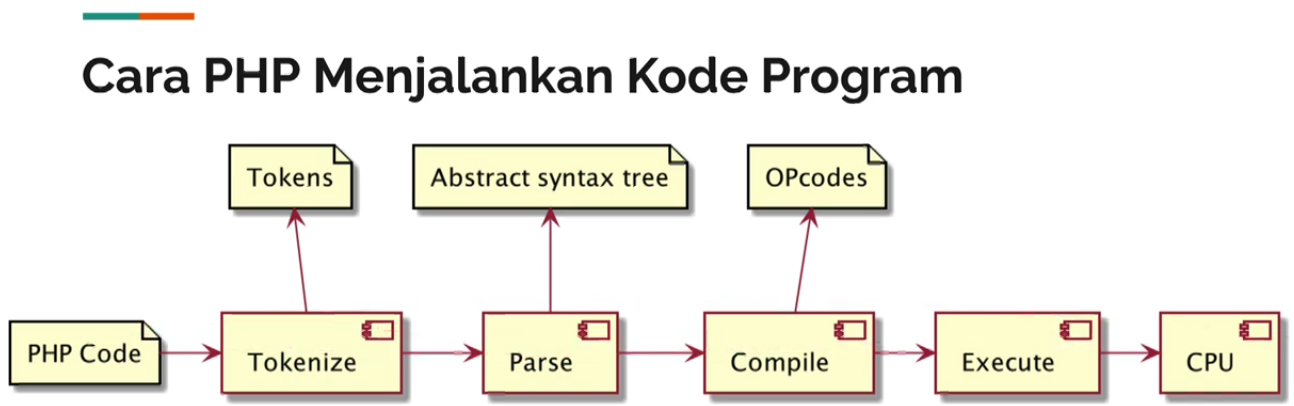 Cara PHP Menjalankan Kode Program
Tokens
Abstract syntax tree
OPcodes
PHP Code
Tokenize
Parse
Compile
Execute
CPU